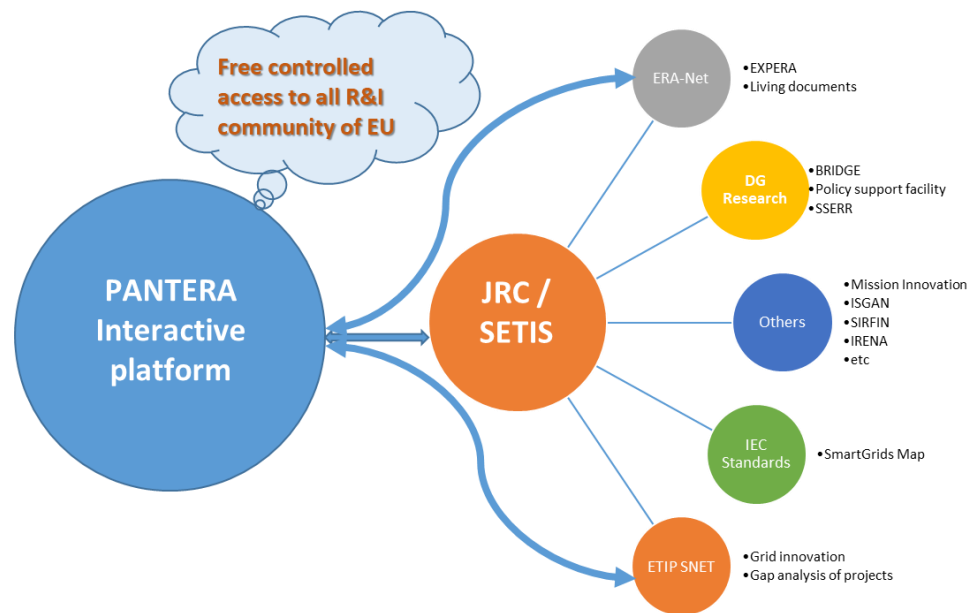 Free controlled
access to all R&I
community of EU
PANTERA
Interactive
platform
JRC /
SETIS
ERA-Net
•EXPERA
•Living documents
DG
Research
•BRIDGE
•Policy support facility
•SSERR
Others
•Mission Innovation
•ISGAN
•SIRFIN
•IRENA
•etc
IEC
Standards
•SmartGrids Map
ETIP SNET
•Grid innovation
•Gap analysis of projects